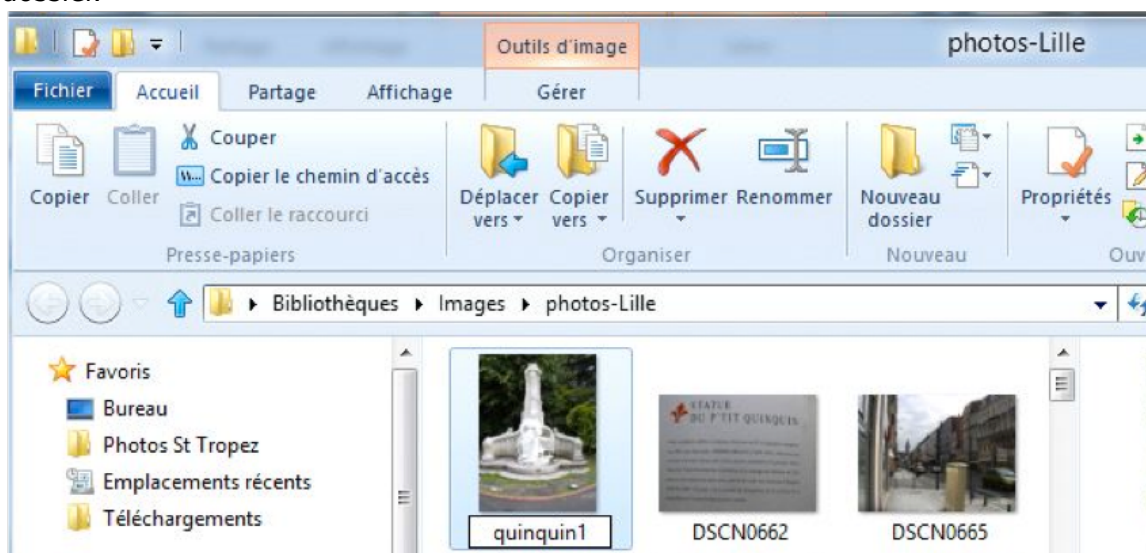 Outils d'image
photos-Lille
Fichier
Accueil
Partage
Affichage
Gérer
Copier
Coller
Couper
Copier le chemin d'accès
Coller le raccourci
Presse-papiers
Déplacer
vers
Copier
vers
Supprimer
Renommer
Organiser
Nouveau
dossier
Nouveau
Propriétés
Ouv
Bibliothèques
Images
photos-Lille
Favoris
Bureau
Photos St Tropez
Emplacements récents
Téléchargements
STATUE
DU P'TIT QUINQUIN
quinquin1
DSCN0662
DSCN0665